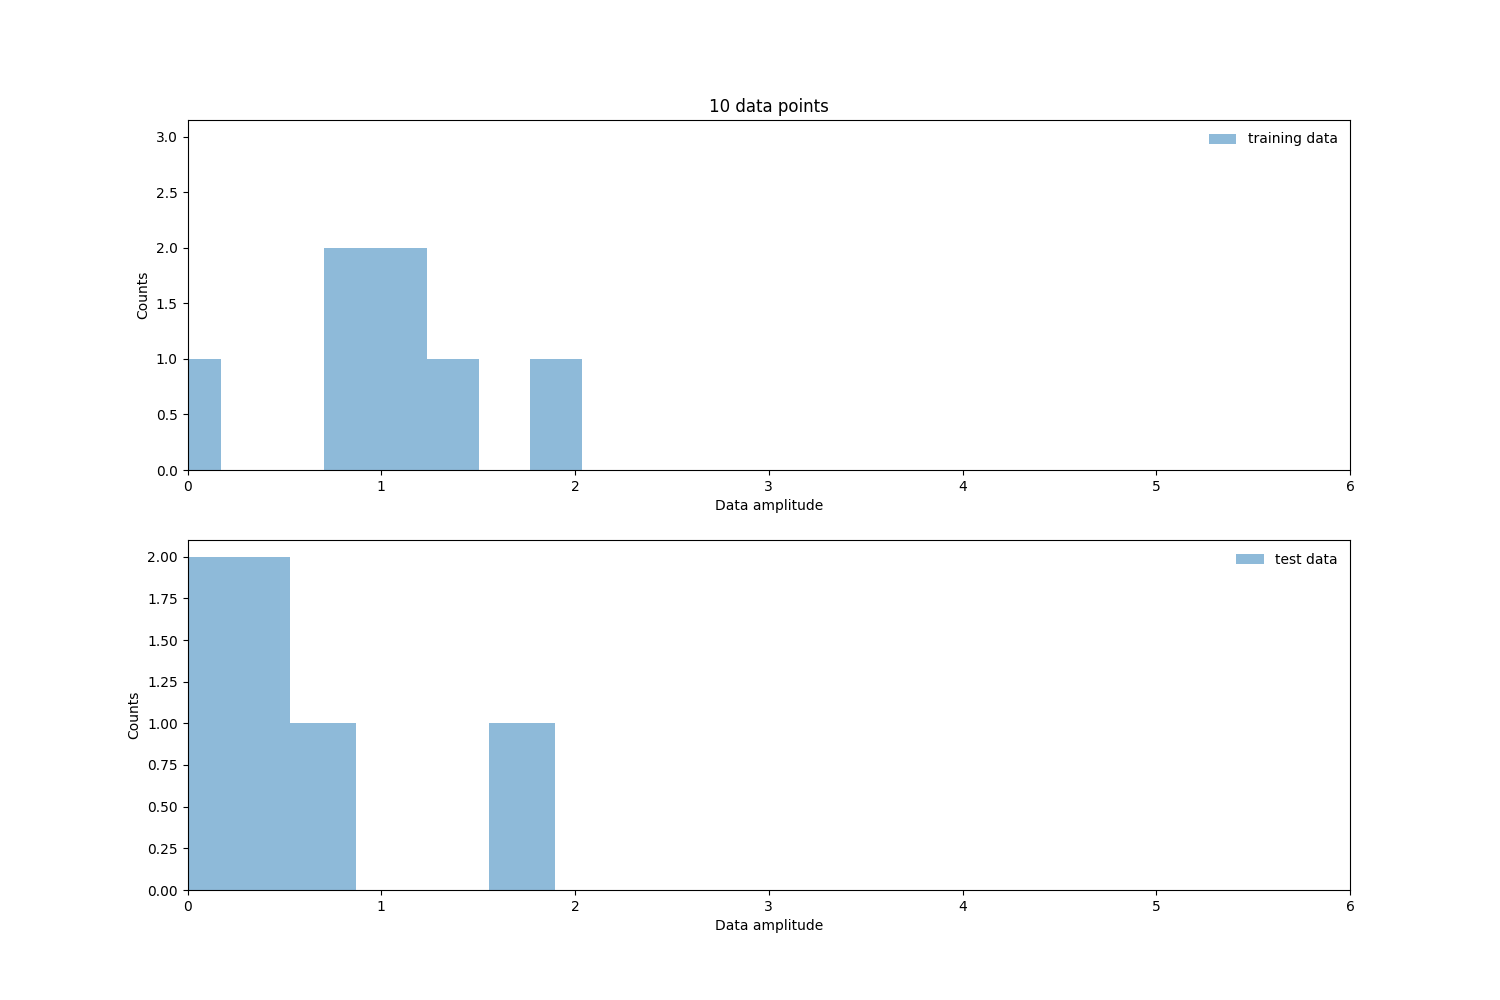 10 data points
3.0
2.5
2.0
1.5
1.0
0.5
0.0
Counts
training data
0 1 2 3 4 5 6
Data amplitude
2.00
1.75
1.50
1.25
1.00
0.75
0.50
0.25
0.00
Counts
test data
0 1 2 3 4 5 6
Data amplitude